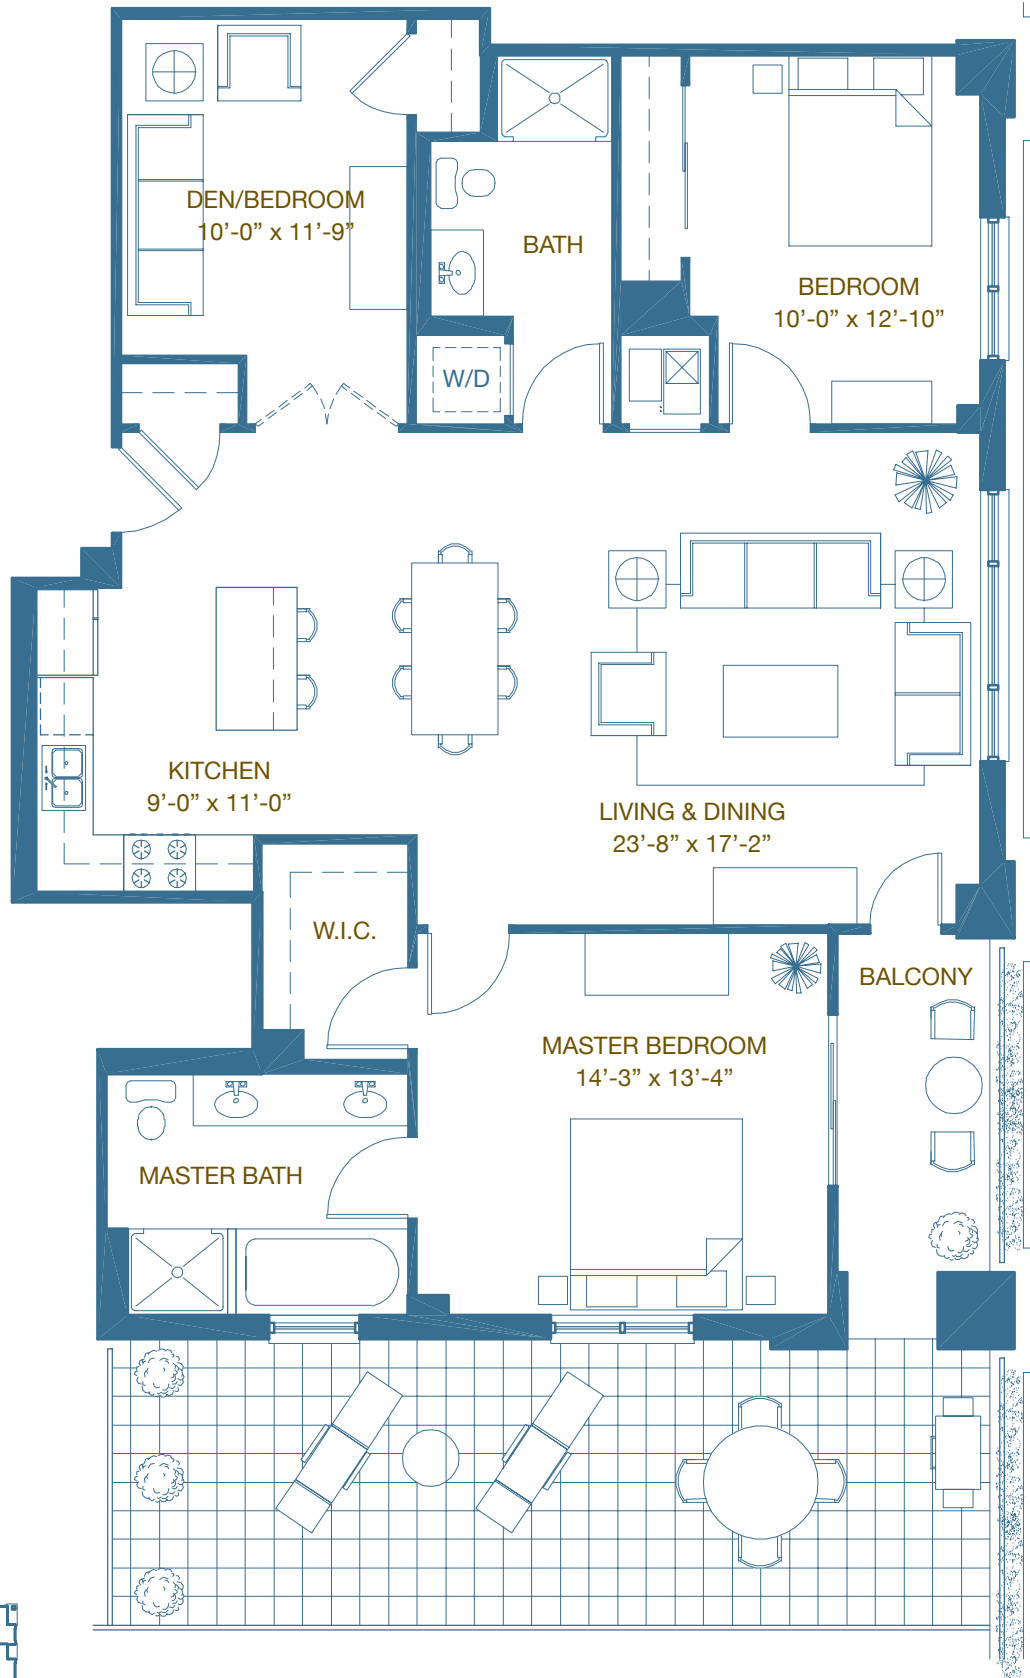 DEN/BEDROOM
10’-0” x 11’-9”
BATH
BEDROOM
10’-0” x 12’-10”
W/D
KITCHEN
9’-0” x 11’-0”
LIVING & DINING
23’-8” x 17’-2”
W.I.C.
BALCONY
MASTER BEDROOM
14’-3” x 13’-4”
MASTER BATH